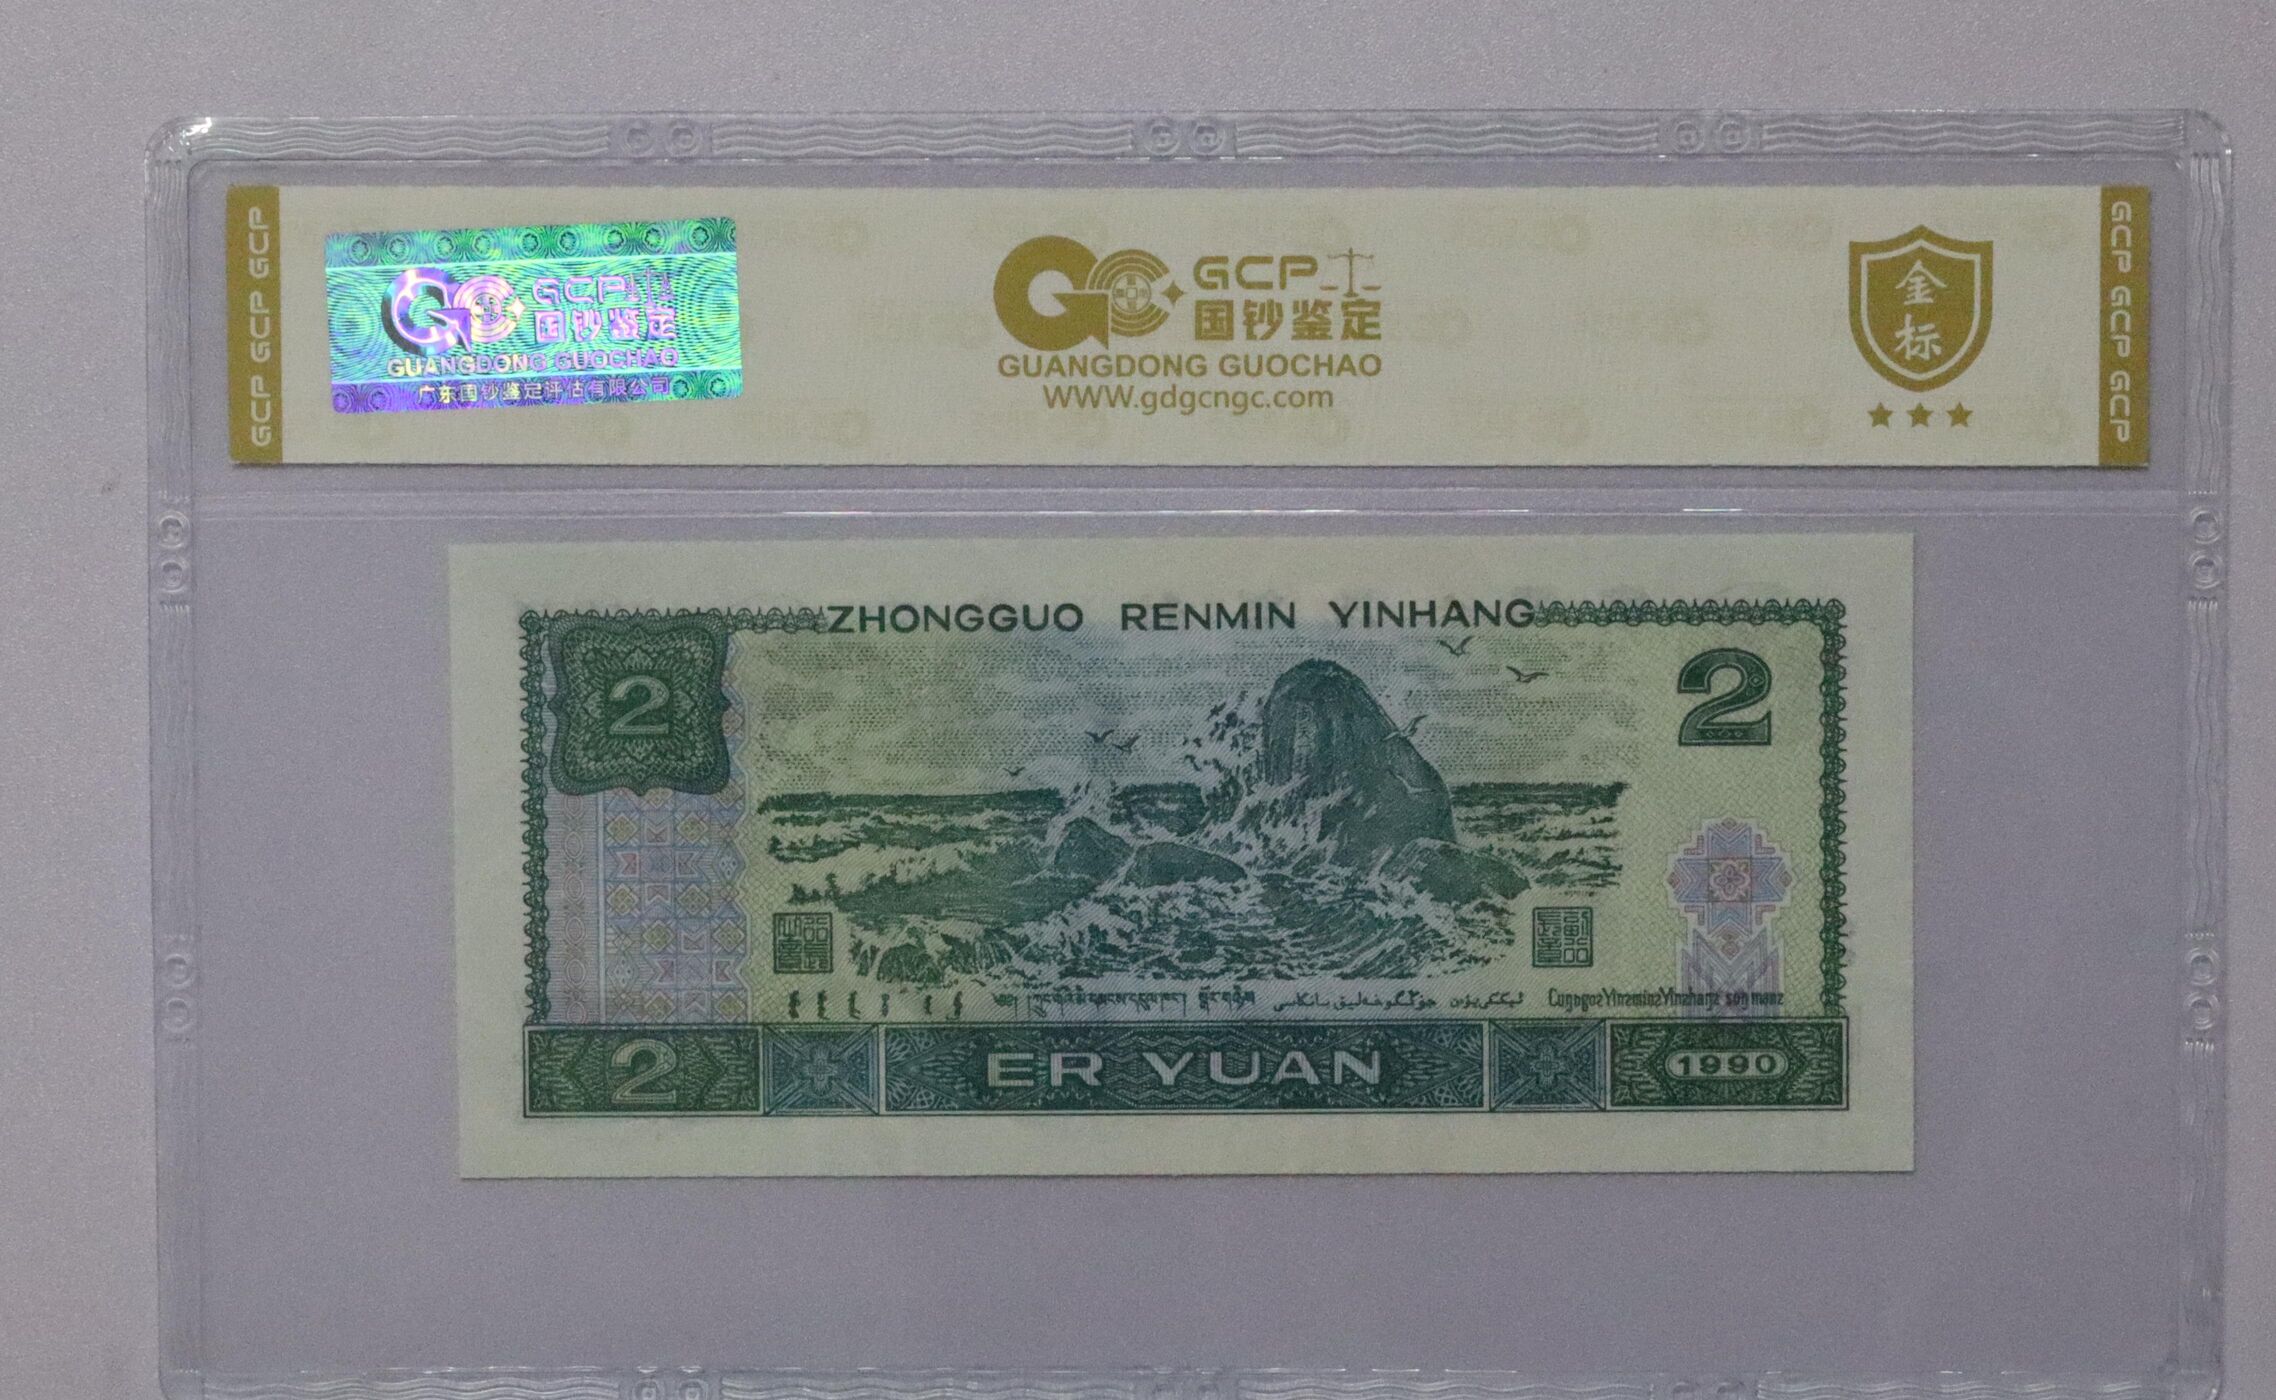 GCP GCP GCP
GCP
国钞鉴定
GUANGDONG GUOCHAO
广东国钞鉴定评估有限公司
GCP
国钞鉴定
GUANGDONG GUOCHAO
WWW.gdgcngc.com
金标
GCP GCP GCP
ZHONGGUO RENMIN YINHANG
2
2
2
ER YUAN
1990